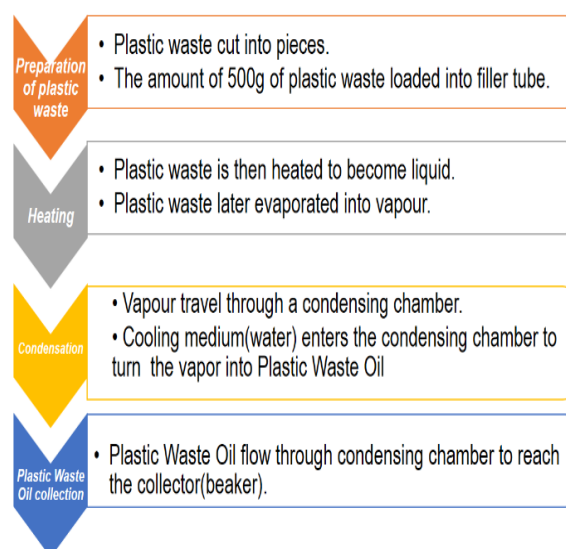 Preparation
of plastic
waste
• Plastic waste cut into pieces.
• The amount of 500g of plastic waste loaded into filler tube.
Heating
• Plastic waste is then heated to become liquid.
• Plastic waste later evaporated into vapour.
Condensation
• Vapour travel through a condensing chamber.
• Cooling medium(water) enters the condensing chamber to
turn the vapor into Plastic Waste Oil
Plastic Waste
Oil collection
• Plastic Waste Oil flow through condensing chamber to reach
the collector(beaker).